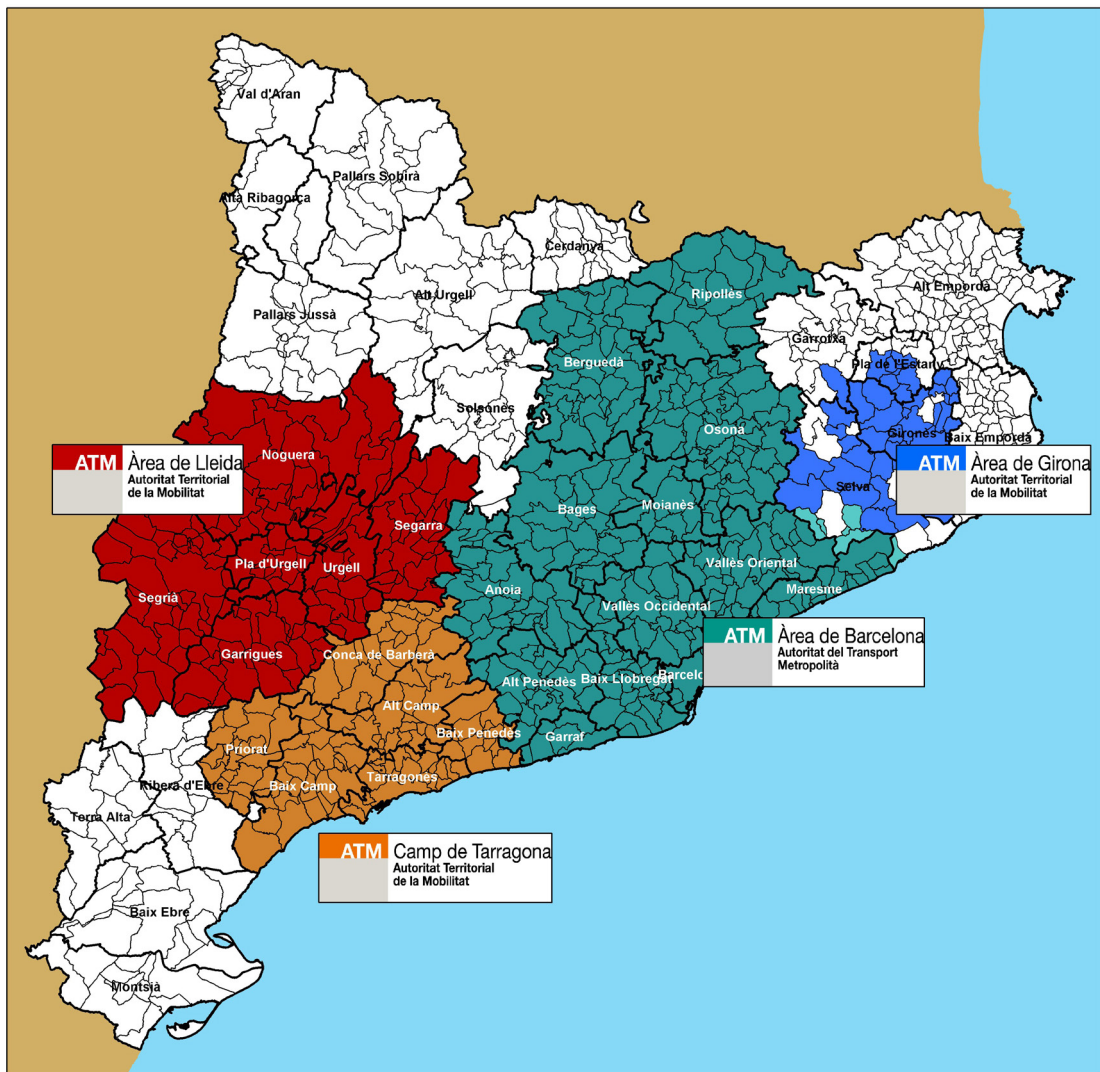 Val d'Aran
Pallars Sobirà
Alta Ribagorça
Cerdanya
Alt Urgell
Pallars Jussà
Ripollès
Alt Empordà
Garrotxa
Berguedà
Pla de l'Estany
Solsonès
Osona
Gironès
Baix Empordà
Noguera
ATM
Àrea de Lleida
Autoritat Territorial
de la Mobilitat
ATM
Àrea de Girona
Autoritat Territorial
de la Mobilitat
Selva
Bages
Moianès
Segarra
Pla d'Urgell
Urgell
Vallès Oriental
Anoia
Maresme
Segrià
Vallès Occidental
ATM
Àrea de Barcelona
Autoritat del Transport
Metropolità
Garrigues
Conca de Barberà
Alt Penedès
Baix Llobregat
Barcelo
Alt Camp
Baix Penedès
Garraf
Priorat
Tarragonès
Baix Camp
Ribera d'Ebre
Terra Alta
ATM
Camp de Tarragona
Autoritat Territorial
de la Mobilitat
Baix Ebre
Montsià